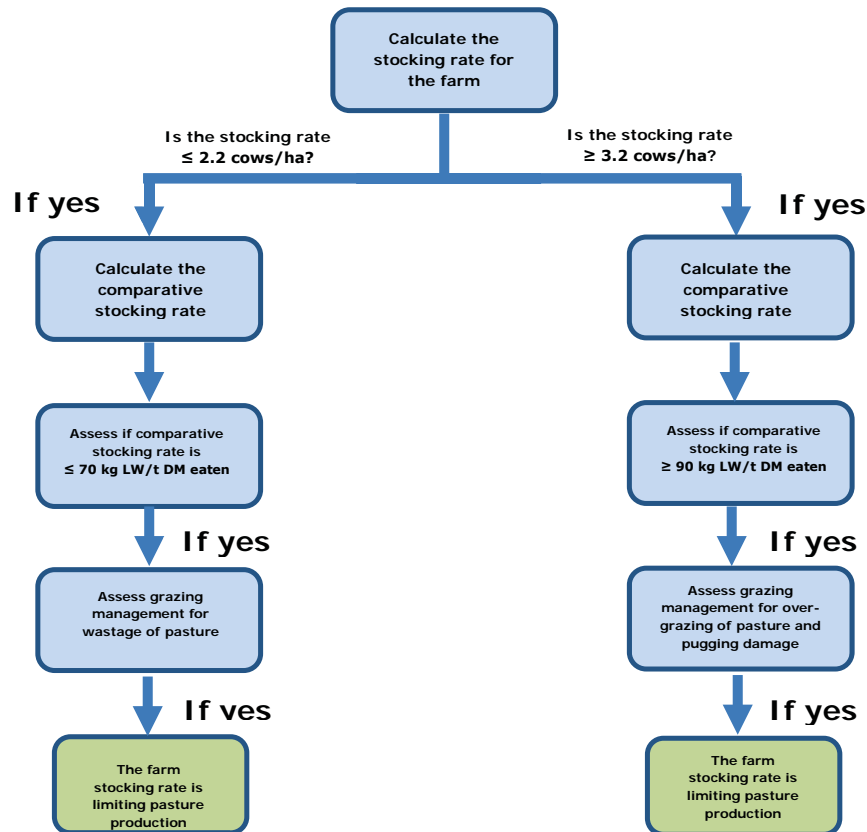 Calculate the
stocking rate for
the farm
Is the stocking rate
≤ 2.2 cows/ha?
Is the stocking rate
≥ 3.2 cows/ha?
If yes
If yes
Calculate the
comparative
stocking rate
Calculate the
comparative
stocking rate
Assess if comparative
stocking rate is
≤ 70 kg LW/t DM eaten
Assess if comparative
stocking rate is
≥ 90 kg LW/t DM eaten
If yes
If yes
Assess grazing
management for
wastage of pasture
Assess grazing
management for over-
grazing of pasture and
pugging damage
If yes
If yes
The farm
stocking rate is
limiting pasture
production
The farm
stocking rate is
limiting pasture
production